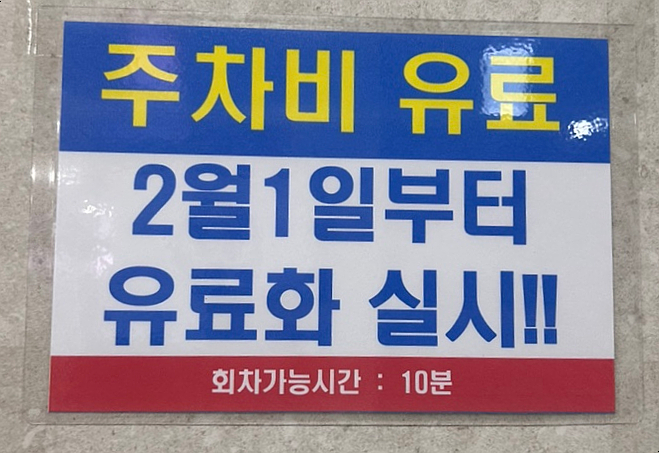 주차비 유료
2월1일부터
유료화 실시!!
회차가능시간 : 10분